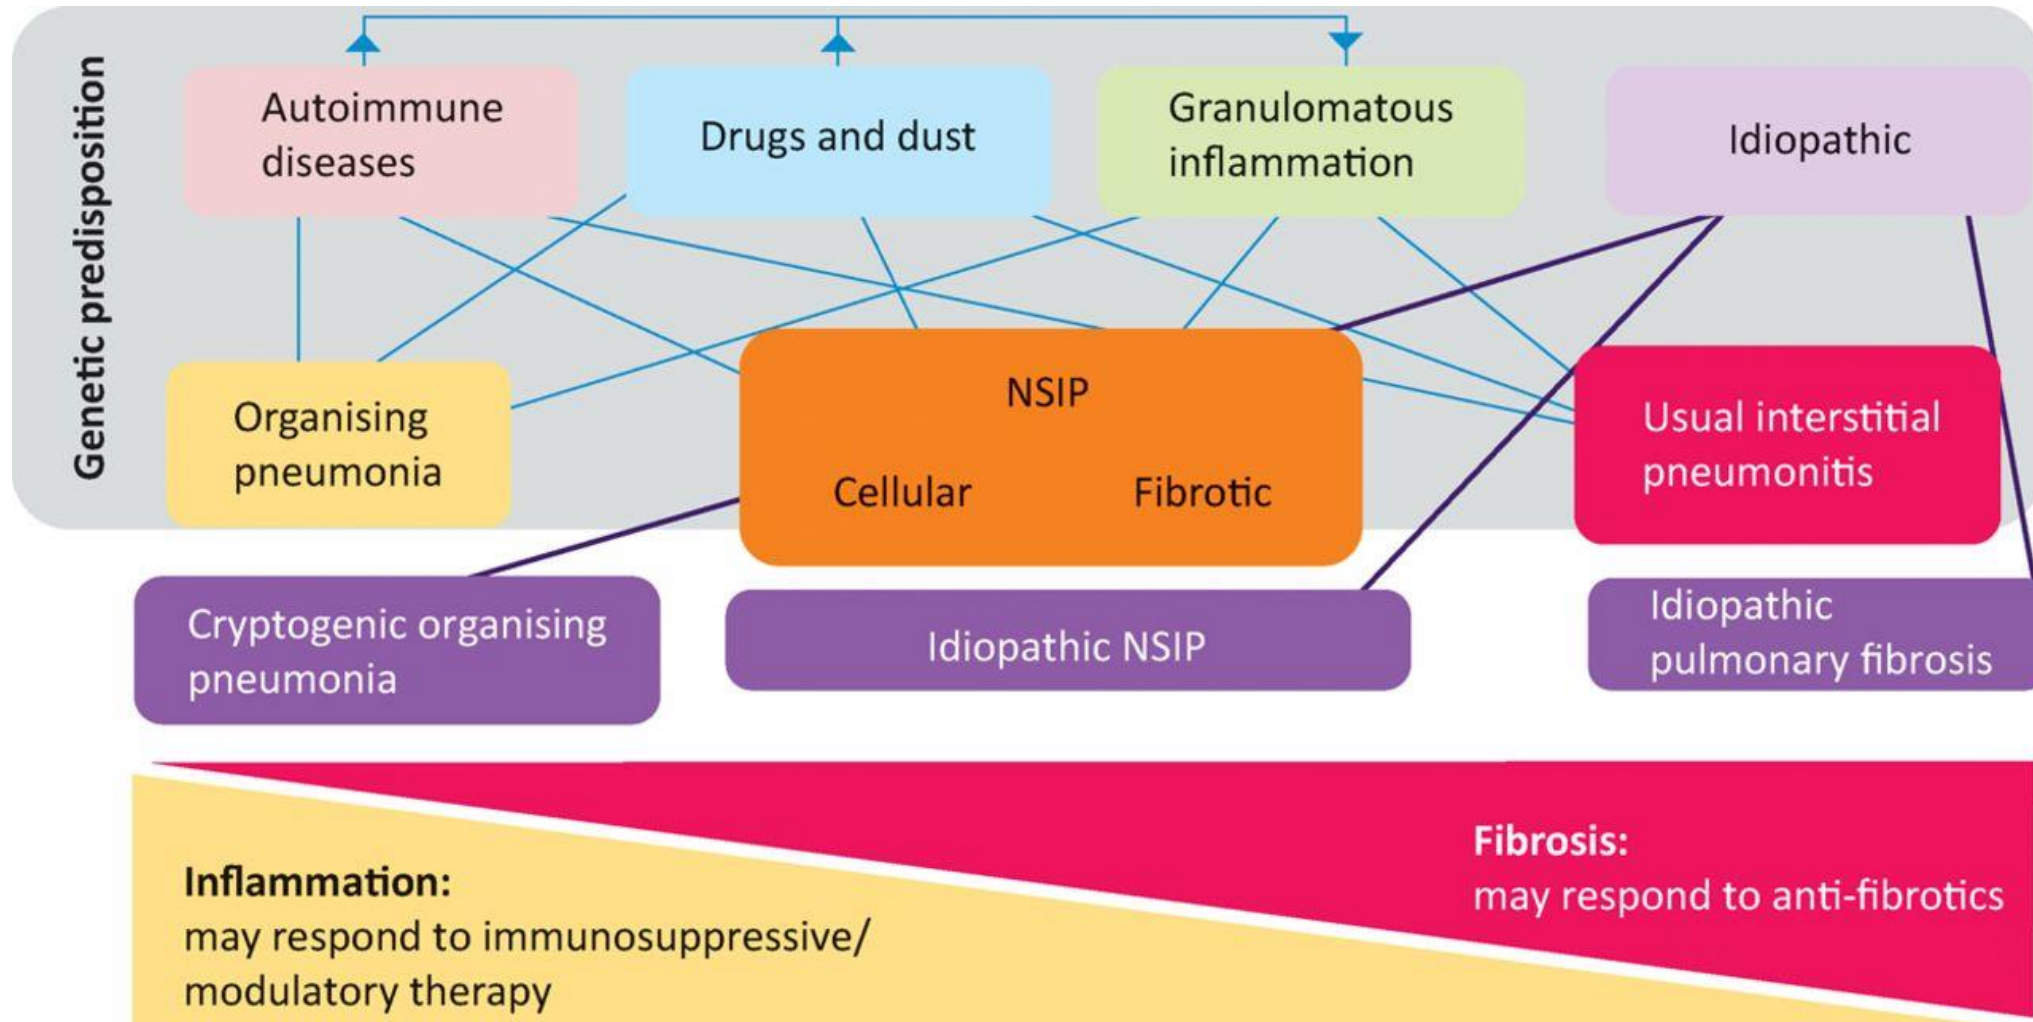 Genetic predisposition
Autoimmune
diseases
Drugs and dust
Granulomatous
inflammation
Idiopathic
Organising
pneumonia
NSIP
Cellular
Fibrotic
Usual interstitial
pneumonitis
Cryptogenic organising
pneumonia
Idiopathic NSIP
Idiopathic
pulmonary fibrosis
Inflammation:
may respond to immunosuppressive/
modulatory therapy
Fibrosis:
may respond to anti-fibrotics